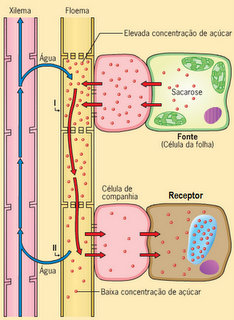 Xilema
Floema
Elevada concentração de açúcar
Água
I
Sacarose
Fonte
(Célula da folha)
Célula de
companhia
Receptor
II
Água
Baixa concentração de açúcar